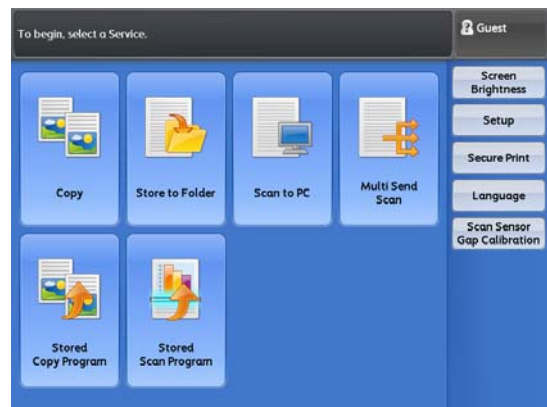 To begin, select a Service.
Guest
Screen
Brightness
Setup
Secure Print
Language
Scan Sensor
Gap Calibration
Copy
Store to Folder
Scan to PC
Multi Send
Scan
Stored
Copy Program
Stored
Scan Program